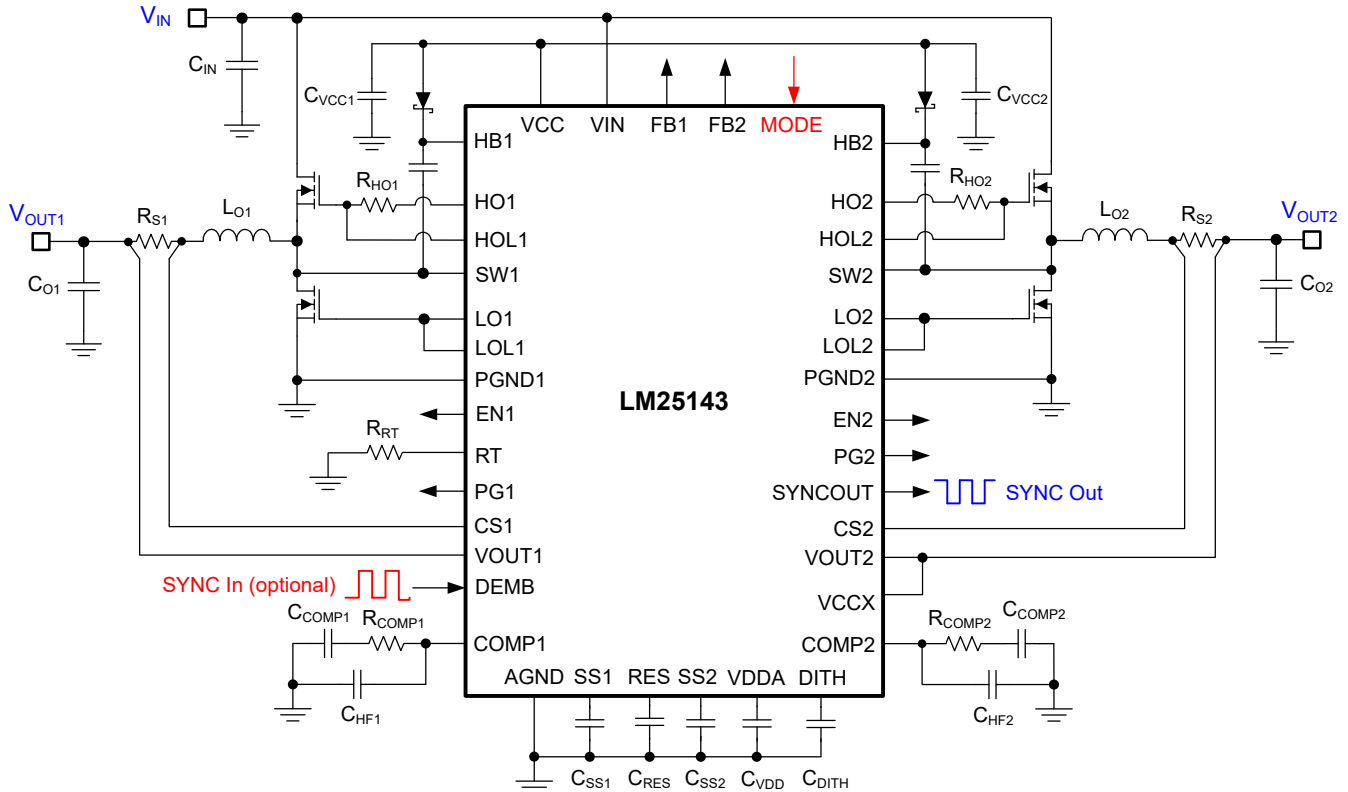 VIN
CIN
CVCC1
CVCC2
VCC
VIN
FB1
FB2
MODE
HB1
HB2
RHO1
HO1
HO2
RHO2
VOUT1
RS1
LO1
HOL1
HOL2
LO2
RS2
VOUT2
SW1
SW2
CO1
CO2
LO1
LO2
LOL1
LOL2
PGND1
PGND2
LM25143
EN1
EN2
RRT
RT
PG2
PG1
SYNCOUT
SYNC Out
CS1
CS2
VOUT1
VOUT2
SYNC In (optional)
DEMB
VCCX
CCOMP1
RCOMP1
COMP1
COMP2
RCOMP2
CCOMP2
CHF1
CHF2
AGND
SS1
RES
SS2
VDDA
DITH
CSS1
CRES
CSS2
CVDD
CDITH